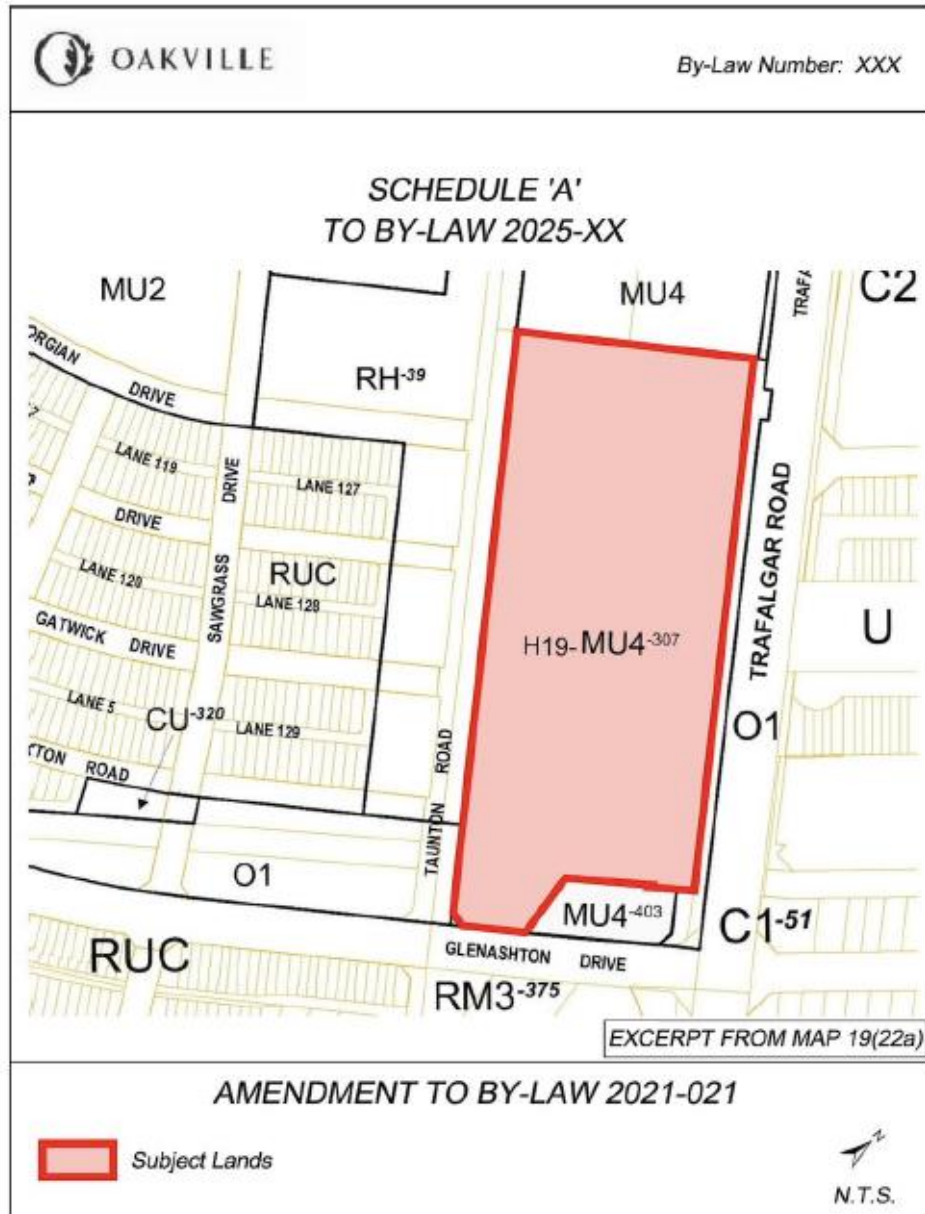 OAKVILLE
By-Law Number: XXX
SCHEDULE 'A'
TO BY-LAW 2025-XX
MU2
MU4
TRAFA
C2
ORGIAN
DRIVE
RH-39
LANE 119
DRIVE
LANE 127
TRAFALGAR ROAD
DRIVE
LANE 120
SAWGRASS
RUC
LANE 128
H19-MU4-307
U
GATWICK DRIVE
LANE 5
CU-320
LANE 129
O1
XTON ROAD
TAUNTON ROAD
O1
MU4-403
C1-51
RUC
GLENASHTON DRIVE
RM3-375
EXCERPT FROM MAP 19(22a)
AMENDMENT TO BY-LAW 2021-021
Subject Lands
N
N.T.S.